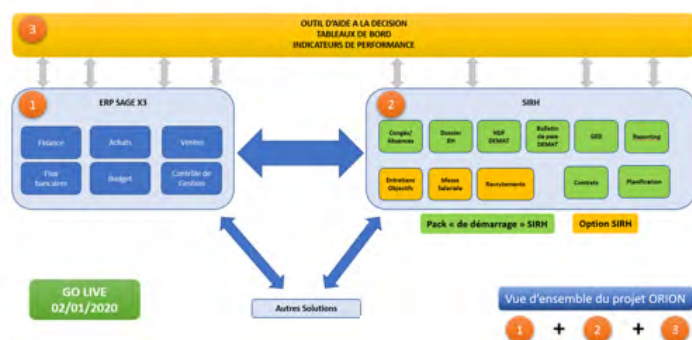 3
OUTIL D'AIDE A LA DECISION
TABLEAUX DE BORD
INDICATEURS DE PERFORMANCE
1
ERP SAGE X3
Finance
Achats
Ventes
Flux
bancaires
Budget
Contrôle de
Gestion
2
SIRH
Congés/
Absences
Dossier
RH
NDF
DEMAT
Bulletin
de paie
DEMAT
GED
Reporting
Entretiens
Objectifs
Masse
Salariale
Recrutements
Contrats
Planification
Pack « de démarrage » SIRH
Option SIRH
GO LIVE
02/01/2020
Autres Solutions
Vue d'ensemble du projet ORION
1 + 2 + 3